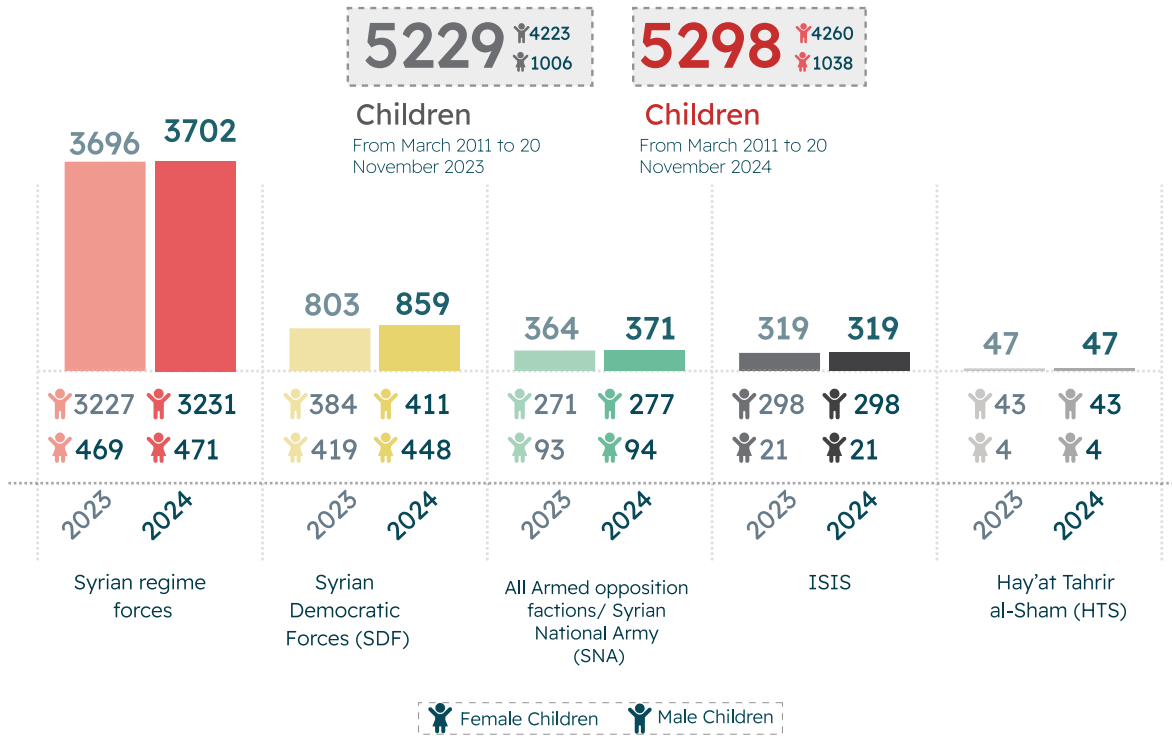 5229
4223
1006
Children
From March 2011 to 20
November 2023
5298
4260
1038
Children
From March 2011 to 20
November 2024
3696
3702
3227
3231
469
471
2023
2024
Syrian regime
forces
803
859
384
411
419
448
2023
2024
Syrian
Democratic
Forces (SDF)
364
371
271
277
93
94
2023
2024
All Armed opposition
factions/ Syrian
National Army
(SNA)
319
319
298
298
21
21
2023
2024
ISIS
47
47
43
43
4
4
2023
2024
Hay'at Tahrir
al-Sham (HTS)
Female Children
Male Children